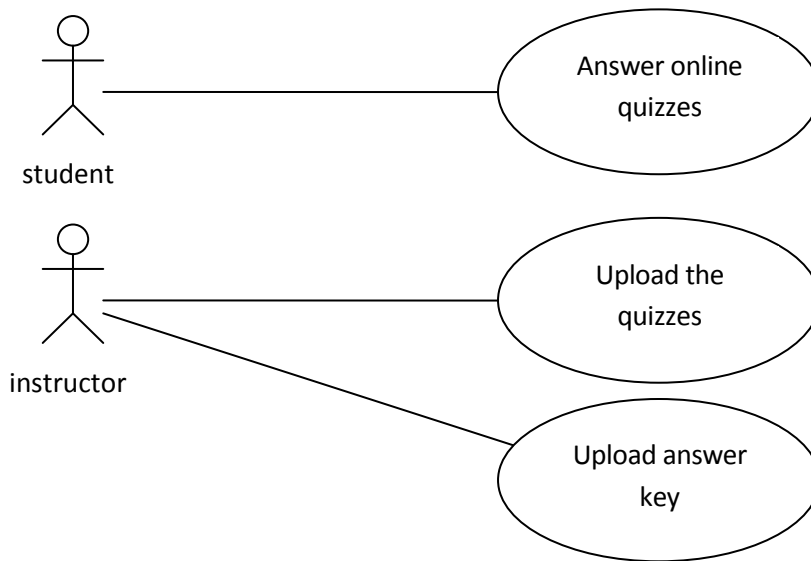 Answer online
quizzes
student
Upload the
quizzes
instructor
Upload answer
key